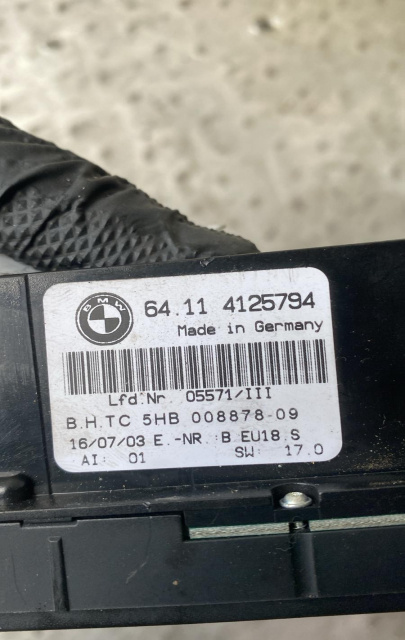 BMW
64.11 4125794
Made in Germany
Lfd.Nr. 05571/III
B.H.TC 5HB 008878-09
16/07/03 E.-NR.:B.EU18.S
AI: 01 SW: 17.0